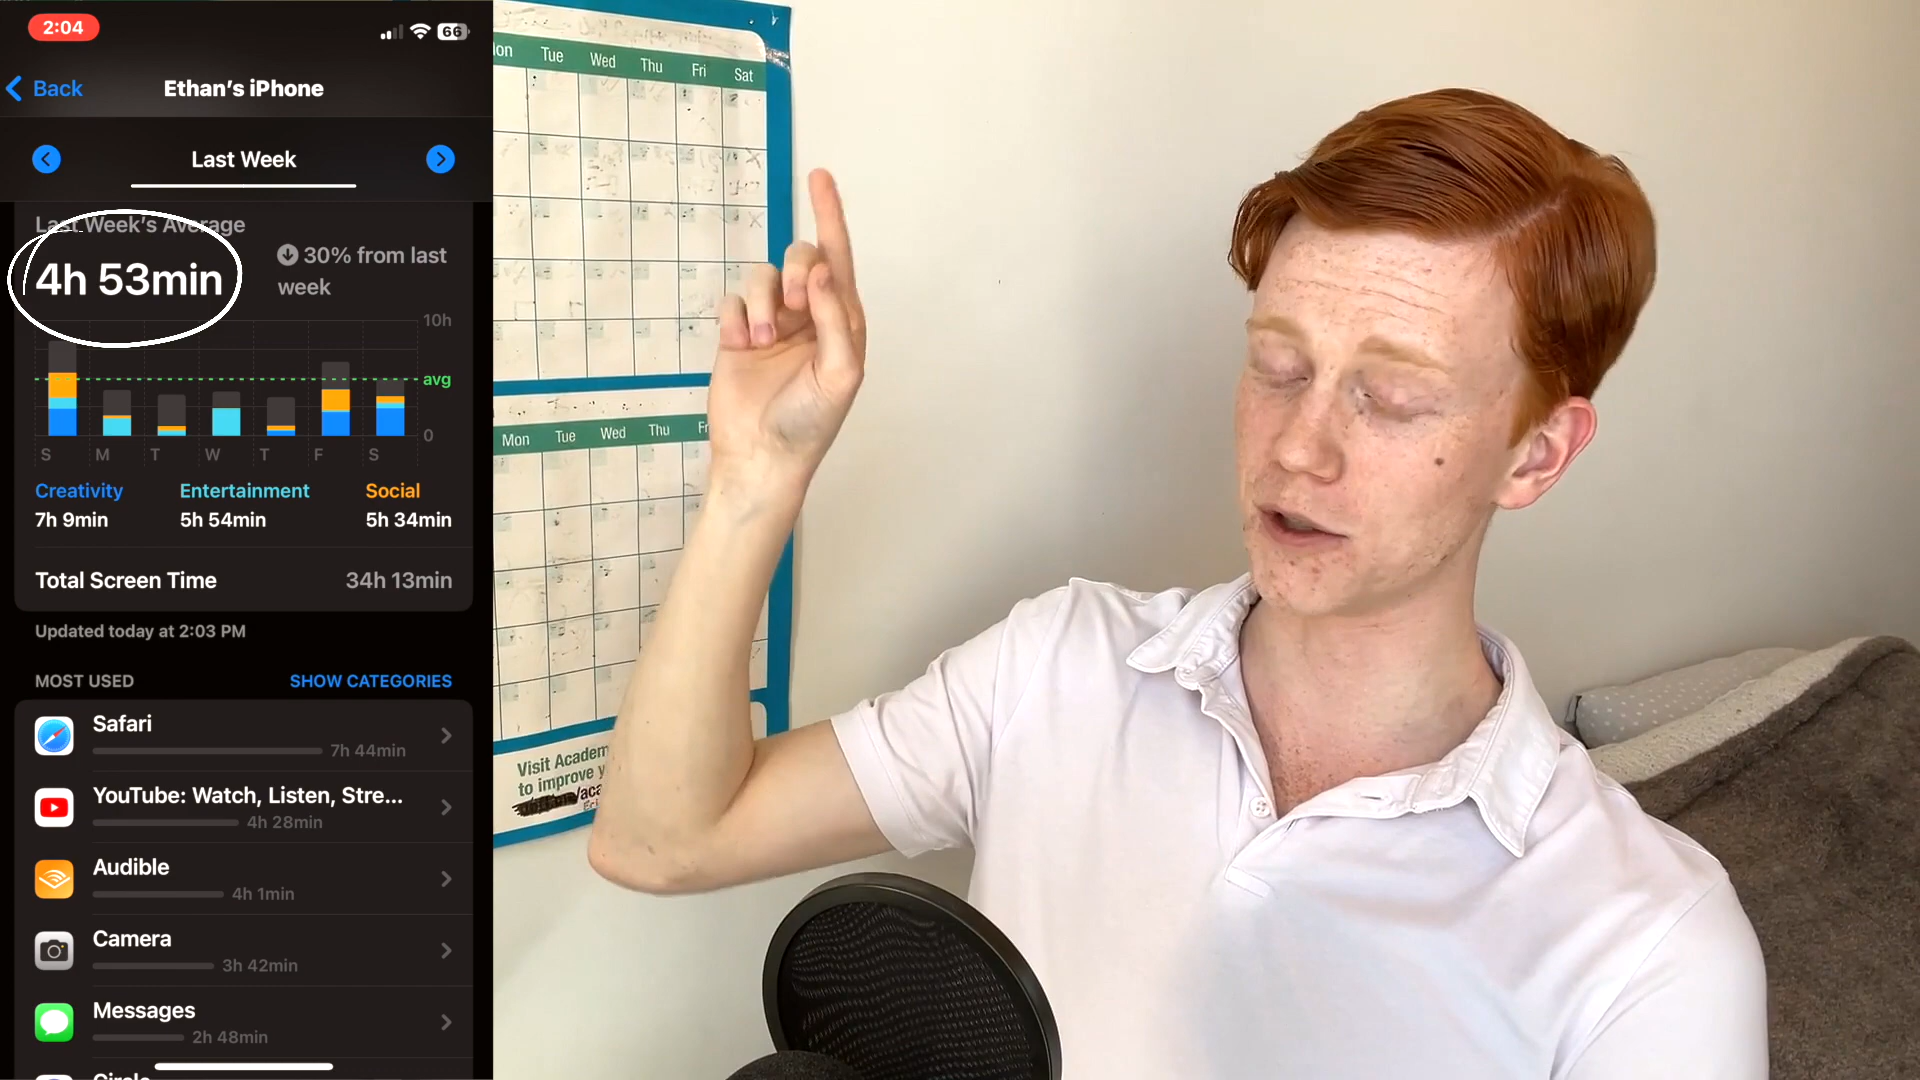 2:04
66
Back
Ethan's iPhone
Last Week
Last Week's Average
4h 53min
30% from last
week
10h
avg
0
S M T W T F S
Creativity Entertainment Social
7h 9min 5h 54min 5h 34min
Total Screen Time 34h 13min
Updated today at 2:03 PM
MOST USED SHOW CATEGORIES
Safari
7h 44min
YouTube: Watch, Listen, Stre...
4h 28min
Audible
4h 1min
Camera
3h 42min
Messages
2h 48min
Tue Wed Thu Fri Sat
Mon Tue Wed Thu
Visit Academ
to improve y
/aca